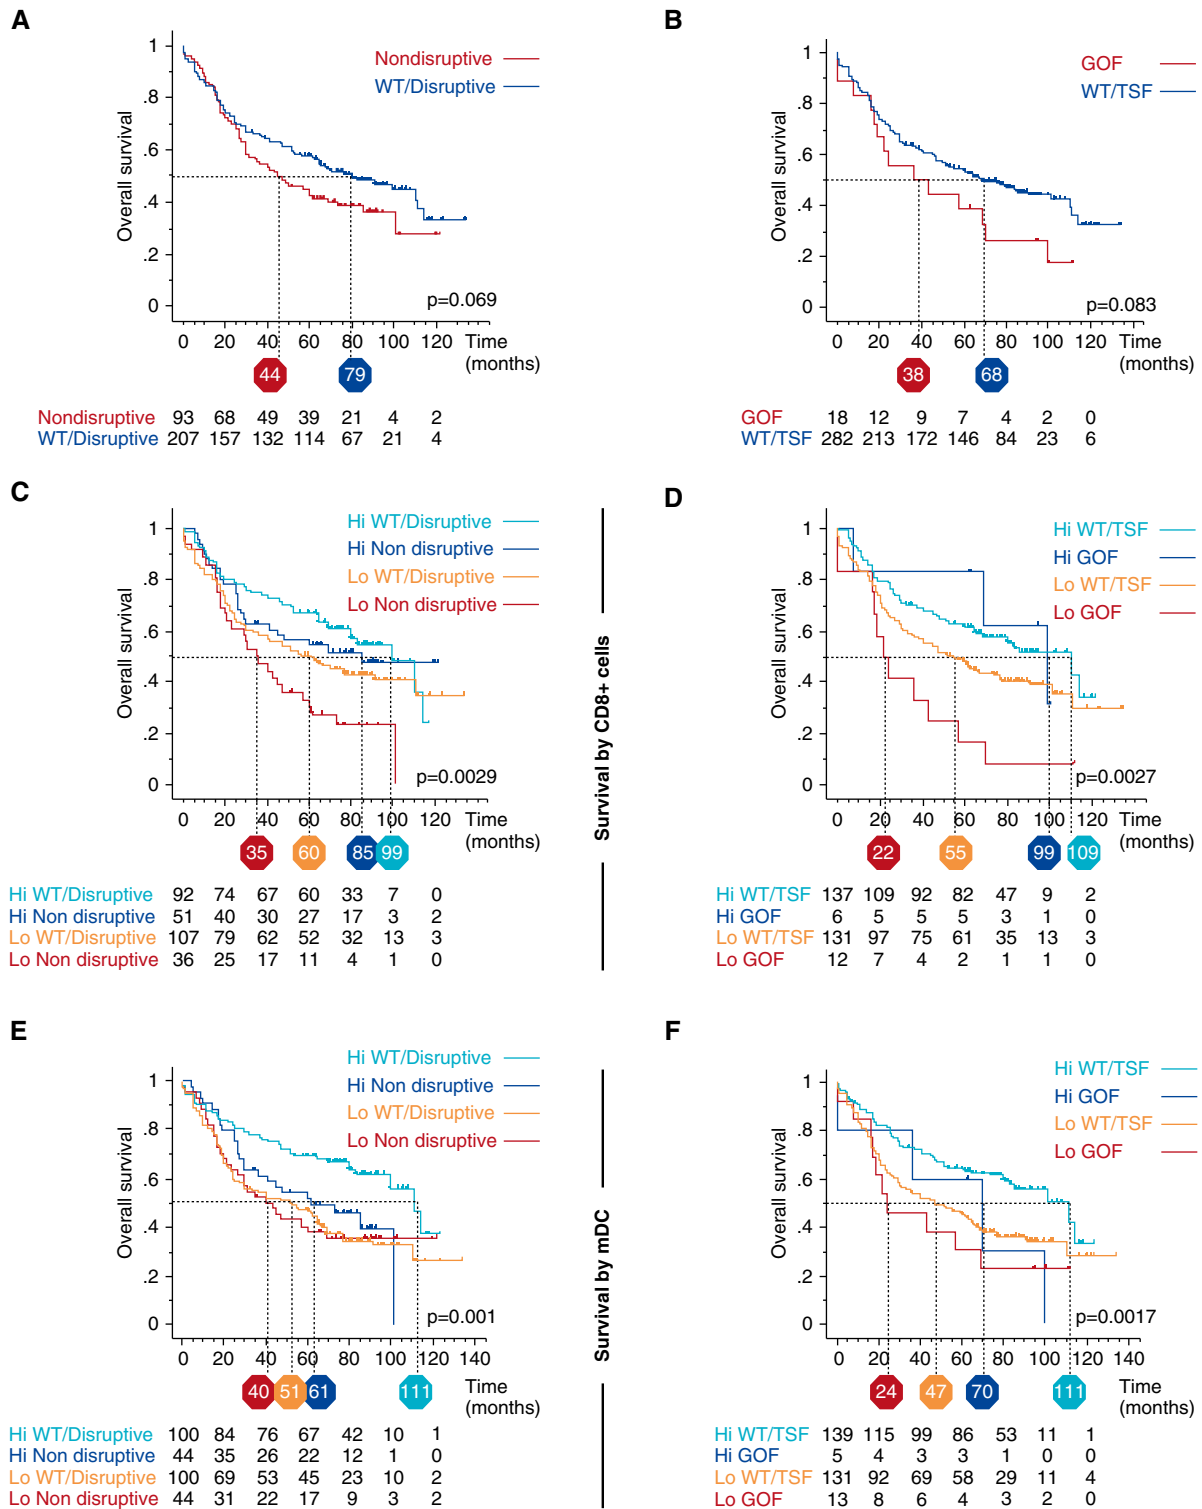 A
Nondisruptive
WT/Disruptive
Overall survival
1
.8
.6
.4
.2
0
p=0.069
0 20 40 60 80 100 120 Time (months)
44 79
Nondisruptive 93 68 49 39 21 4 2
WT/Disruptive 207 157 132 114 67 21 4
B
GOF
WT/TSF
Overall survival
1
.8
.6
.4
.2
0
p=0.083
0 20 40 60 80 100 120 Time (months)
38 68
GOF 18 12 9 7 4 2 0
WT/TSF 282 213 172 146 84 23 6
C
Hi WT/Disruptive
Hi Non disruptive
Lo WT/Disruptive
Lo Non disruptive
Overall survival
1
.8
.6
.4
.2
0
p=0.0029
0 20 40 60 80 100 120 Time (months)
35 60 85 99
Hi WT/Disruptive 92 74 67 60 33 7 0
Hi Non disruptive 51 40 30 27 17 3 2
Lo WT/Disruptive 107 79 62 52 32 13 3
Lo Non disruptive 36 25 17 11 4 1 0
Survival by CD8+ cells
D
Hi WT/TSF
Hi GOF
Lo WT/TSF
Lo GOF
Overall survival
1
.8
.6
.4
.2
0
p=0.0027
0 20 40 60 80 100 120 Time (months)
22 55 99 109
Hi WT/TSF 137 109 92 82 47 9 2
Hi GOF 6 5 5 5 3 1 0
Lo WT/TSF 131 97 75 61 35 13 3
Lo GOF 12 7 4 2 1 1 0
E
Hi WT/Disruptive
Hi Non disruptive
Lo WT/Disruptive
Lo Non disruptive
Overall survival
1
.8
.6
.4
.2
0
p=0.001
0 20 40 60 80 100 120 140
40 51 61 111 Time (months)
Hi WT/Disruptive 100 84 76 67 42 10 1
Hi Non disruptive 44 35 26 22 12 1 0
Lo WT/Disruptive 100 69 53 45 23 10 2
Lo Non disruptive 44 31 22 17 9 3 2
Survival by mDC
F
Hi WT/TSF
Hi GOF
Lo WT/TSF
Lo GOF
Overall survival
1
.8
.6
.4
.2
0
p=0.0017
0 20 40 60 80 100 120 140
24 47 70 111 Time (months)
Hi WT/TSF 139 115 99 86 53 11 1
Hi GOF 5 4 3 3 1 0 0
Lo WT/TSF 131 92 69 58 29 11 4
Lo GOF 13 8 6 4 3 2 0